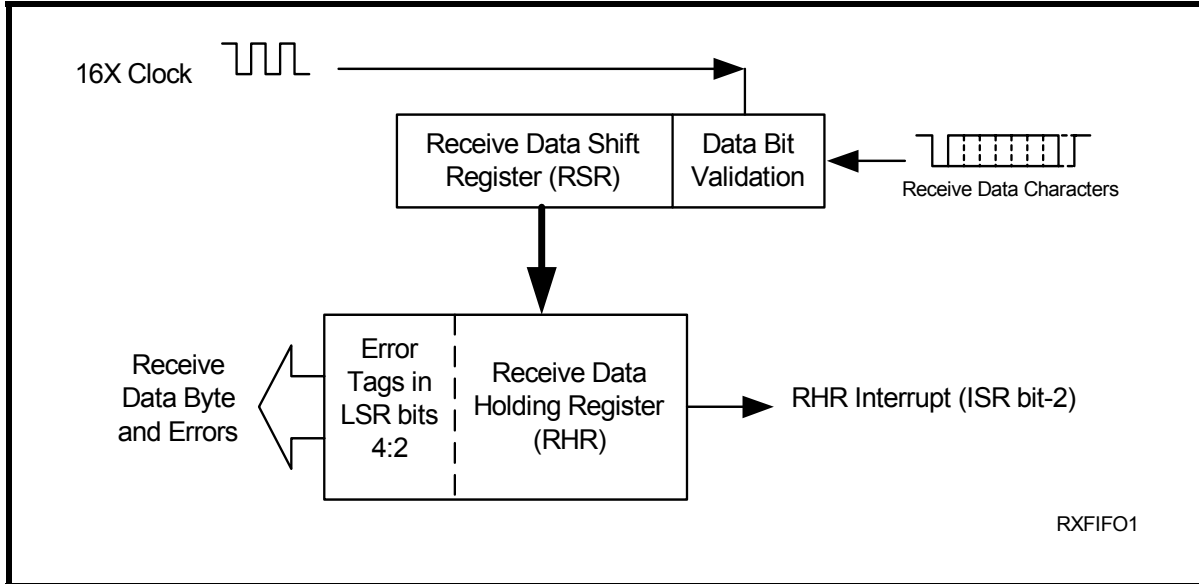 16X Clock
Receive Data Shift
Register (RSR)
Data Bit
Validation
Receive Data Characters
Receive
Data Byte
and Errors
Error
Tags in
LSR bits
4:2
Receive Data
Holding Register
(RHR)
RHR Interrupt (ISR bit-2)
RXFIFO1